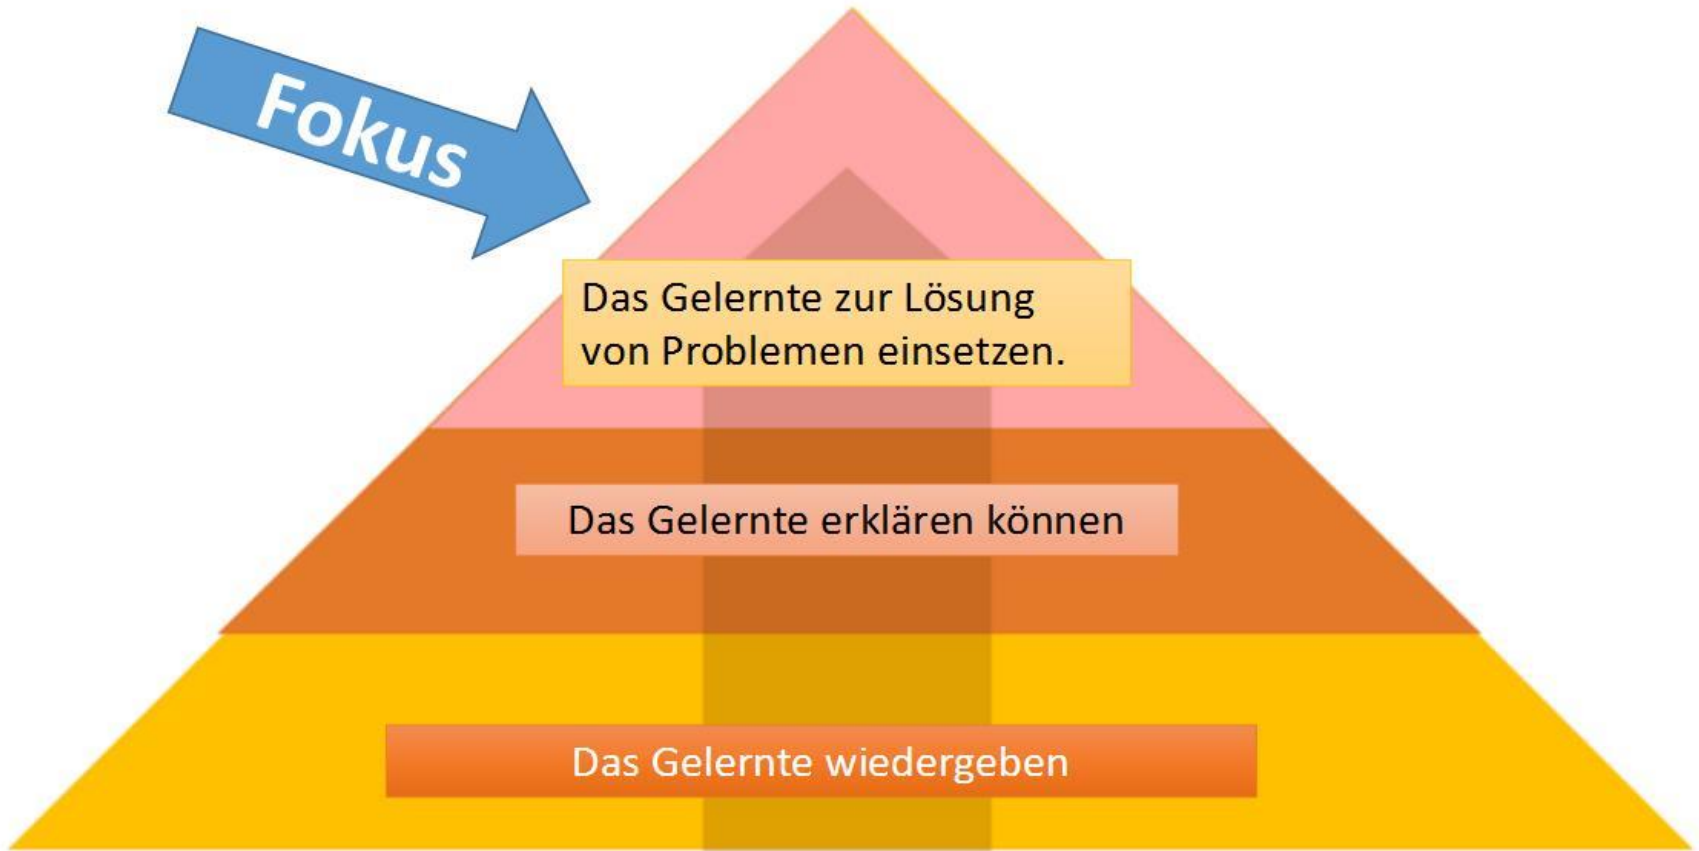 Fokus
Das Gelernte zur Lösung
von Problemen einsetzen.
Das Gelernte erklären können
Das Gelernte wiedergeben